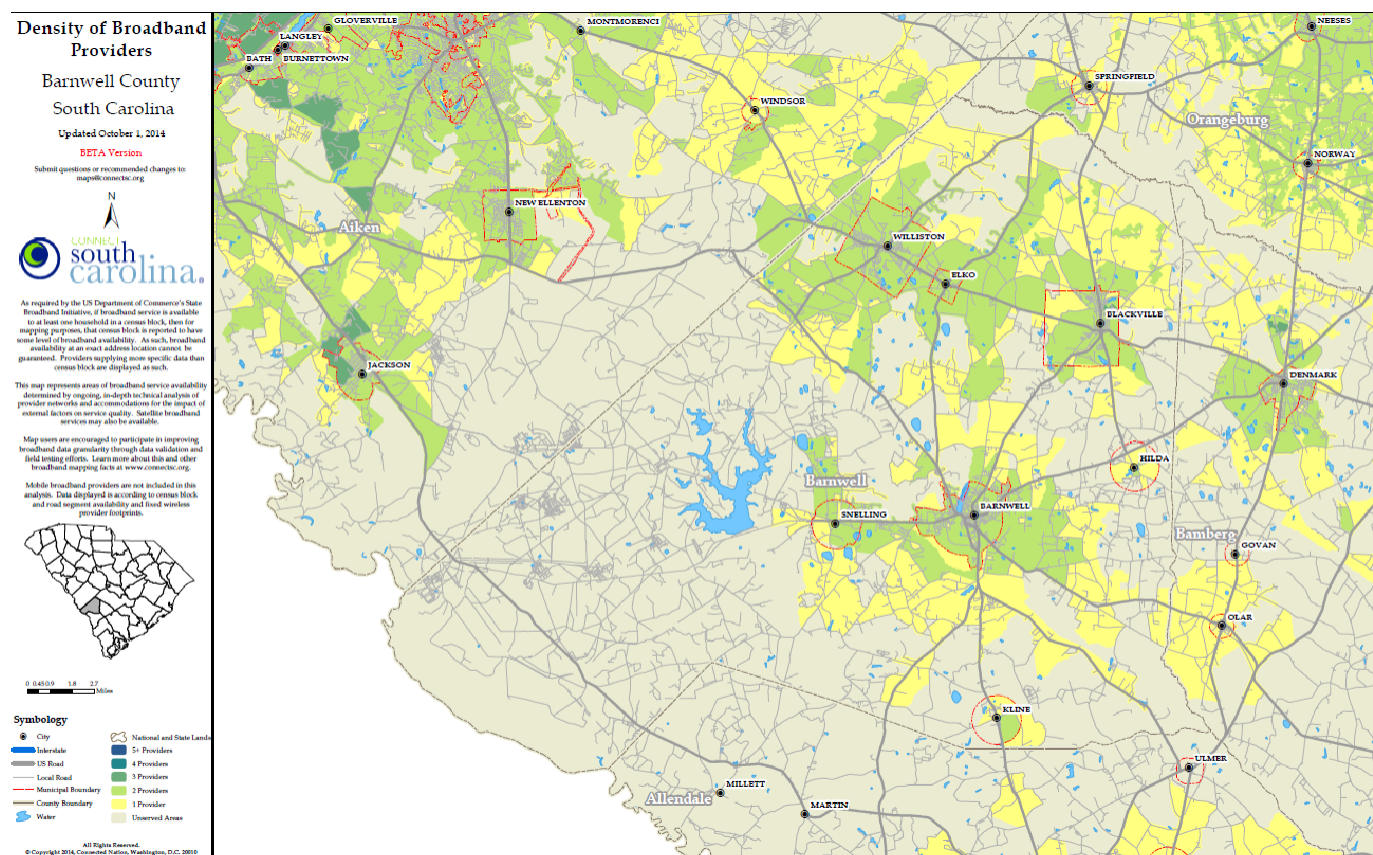 Density of Broadband
Providers
Barnwell County
South Carolina
Updated October 1, 2014
BETA Version
Submit questions or recommended changes to:
maps@connectsc.org
N
CONNECT
south
carolina®
As required by the US Department of Commerce's State
Broadband Initiative, if broadband service is available
to at least one household in a census block, then for
mapping purposes, that census block is reported to have
some level of broadband availability. As such, broadband
availability at an exact address location cannot be
guaranteed. Providers supplying more specific data than
census block are displayed as such.
This map represents areas of broadband service availability
determined by ongoing, in-depth technical analysis of
provider networks and accommodations for the impact of
external factors on service quality. Satellite broadband
services may also be available.
Map users are encouraged to participate in improving
broadband data granularity through data validation and
field testing efforts. Learn more about this and other
broadband mapping facts at www.connectsc.org.
Mobile broadband providers are not included in this
analysis. Data displayed is according to census block
and road segment availability and fixed wireless
provider footprints.
0 0.45 0.9 1.8 2.7
Miles
Symbology
City
Interstate
US Road
Local Road
Municipal Boundary
County Boundary
Water
National and State Lands
5+ Providers
4 Providers
3 Providers
2 Providers
1 Provider
Unserved Areas
All Rights Reserved.
© Copyright 2014, Connected Nation, Washington, D.C. 20010
GLOVERVILLE
LANGLEY
BATH
BURNETTOWN
MONTMORENCI
NEESES
SPRINGFIELD
WINDSOR
Orangeburg
NORWAY
NEW ELLENTON
Aiken
WILLISTON
ELKO
BLACKVILLE
JACKSON
DENMARK
HILDA
Barnwell
SNELLING
BARNWELL
Bamberg
GOVAN
OLAR
KLINE
ULMER
MILLETT
Allendale
MARTIN